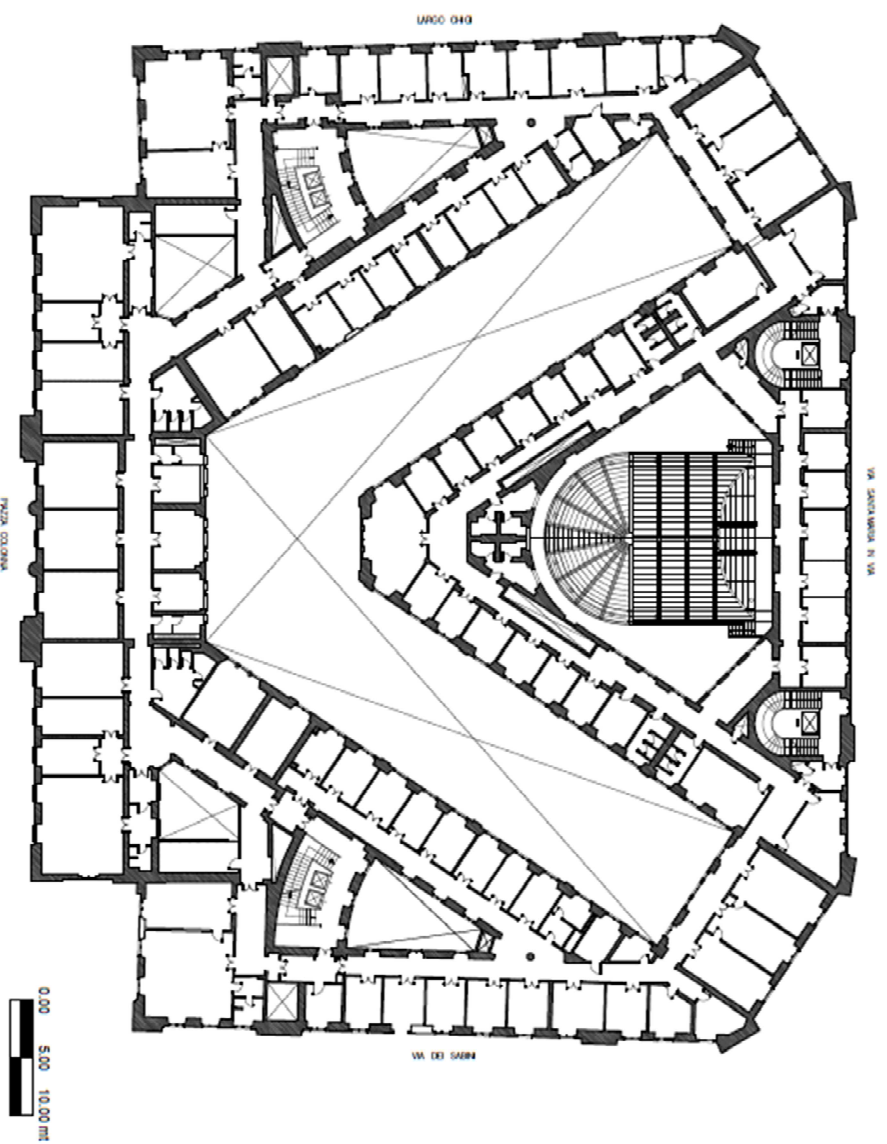 LARGO CHIGI
PIAZZA COLONNA
VIA SANTA MARIA IN VIA
VIA DEI SABINI
0.00 5.00 10.00 mt